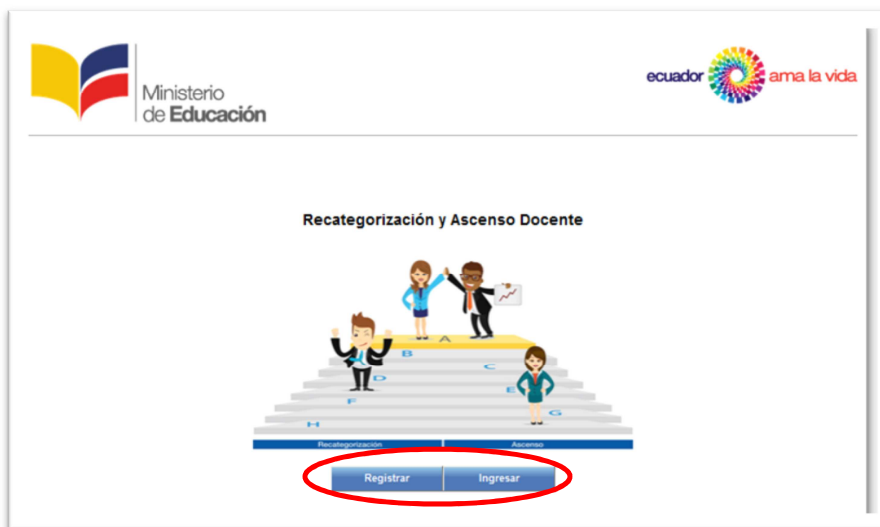 Ministerio
de Educación
ecuador ama la vida
Recategorización y Ascenso Docente
A
B
C
D
E
F
G
H
Recategorización Ascenso
Registrar Ingresar